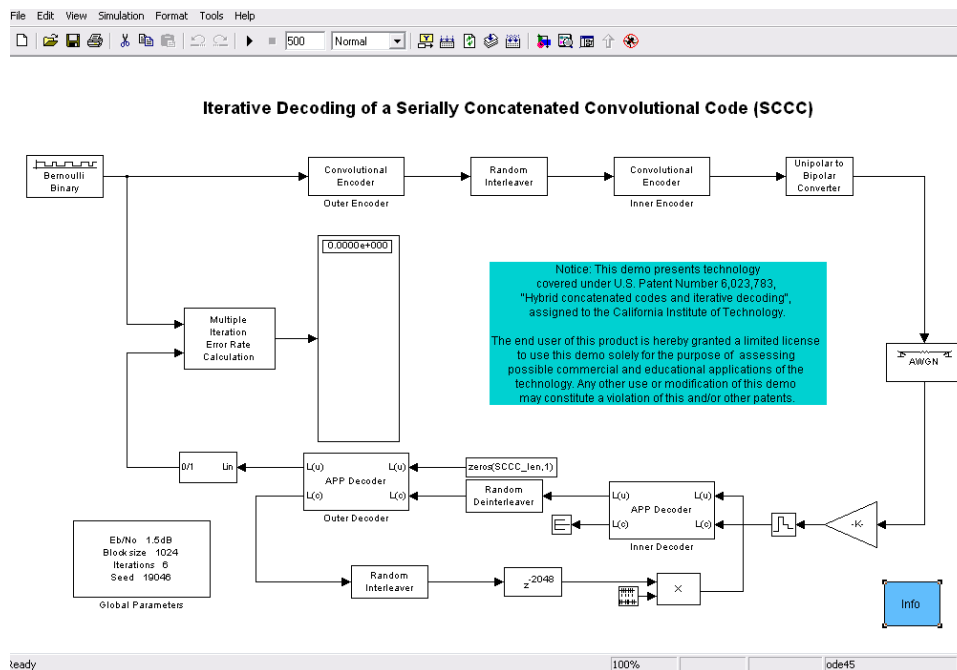 File Edit View Simulation Format Tools Help
500 Normal
Iterative Decoding of a Serially Concatenated Convolutional Code (SCCC)
Bernoulli
Binary
Convolutional
Encoder
Outer Encoder
Random
Interleaver
Convolutional
Encoder
Inner Encoder
Unipolar to
Bipolar
Converter
0.0000e+000
Notice: This demo presents technology
covered under U.S. Patent Number 6,023,783,
"Hybrid concatenated codes and iterative decoding",
assigned to the California Institute of Technology.
The end user of this product is hereby granted a limited license
to use this demo solely for the purpose of assessing
possible commercial and educational applications of the
technology. Any other use or modification of this demo
may constitute a violation of this and/or other patents.
Multiple
Iteration
Error Rate
Calculation
AWGN
0/1 Lin
L(u) L(u)
APP Decoder
L(c) L(c)
Outer Decoder
zeros(SCCC_len,1)
Random
Deinterleaver
L(u) L(u)
APP Decoder
L(c) L(c)
Inner Decoder
-K-
Eb/No 1.5dB
Block size 1024
Iterations 6
Seed 19046
Global Parameters
Random
Interleaver
z-2048
X
Info
Ready 100% ode45